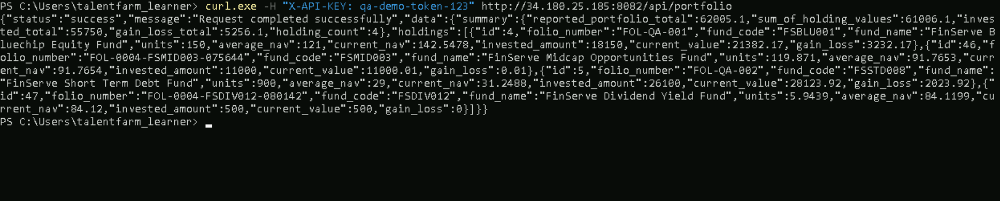 PS C:\Users\talentfarm_learner> curl.exe -H "X-API-KEY: qa-demo-token-123" http://34.180.25.185:8082/api/portfolio
{"status":"success","message":"Request completed successfully","data":{"summary":{"reported_portfolio_total":62005.1,"sum_of_holding_values":61006.1,"inves
ted_total":55750,"gain_loss_total":5256.1,"holding_count":4},"holdings":[{"id":4,"folio_number":"FOL-QA-001","fund_code":"FSBLU001","fund_name":"FinServe B
luechip Equity Fund","units":150,"average_nav":121,"current_nav":142.5478,"invested_amount":18150,"current_value":21382.17,"gain_loss":3232.17},{"id":46,"f
olio_number":"FOL-0004-FSMID003-075644","fund_code":"FSMID003","fund_name":"FinServe Midcap Opportunities Fund","units":119.871,"average_nav":91.7653,"curr
ent_nav":91.7654,"invested_amount":11000,"current_value":11000.01,"gain_loss":0.01},{"id":5,"folio_number":"FOL-QA-002","fund_code":"FSSTD008","fund_name":
"FinServe Short Term Debt Fund","units":900,"average_nav":29,"current_nav":31.2488,"invested_amount":26100,"current_value":28123.92,"gain_loss":2023.92},{"
id":47,"folio_number":"FOL-0004-FSDIV012-080142","fund_code":"FSDIV012","fund_name":"FinServe Dividend Yield Fund","units":5.9439,"average_nav":84.1199,"cu
rrent_nav":84.12,"invested_amount":500,"current_value":500,"gain_loss":0}]}}
PS C:\Users\talentfarm_learner>